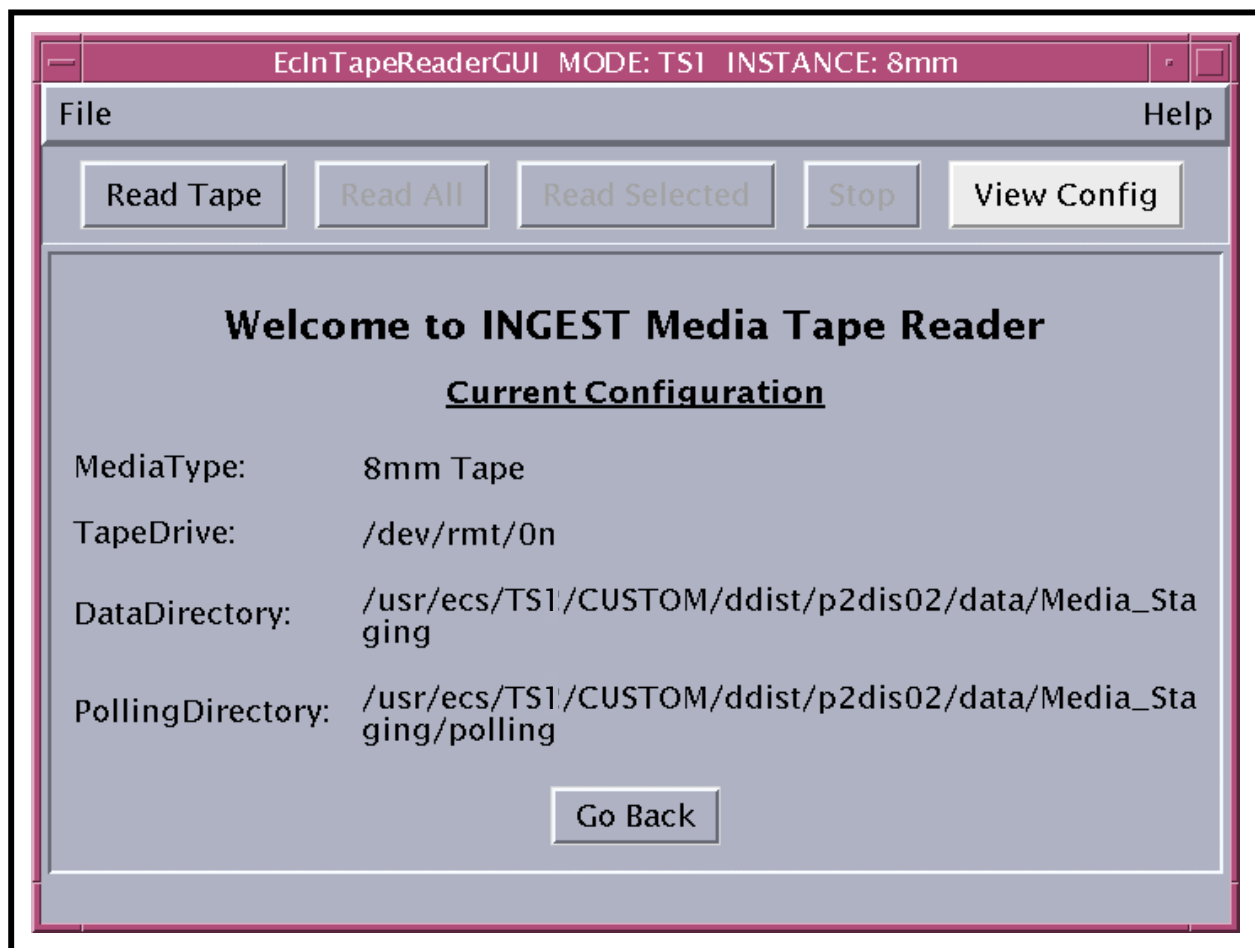 EcInTapeReaderGUI MODE: TS1 INSTANCE: 8mm
File Help
Read Tape Read All Read Selected Stop View Config
Welcome to INGEST Media Tape Reader
Current Configuration
MediaType: 8mm Tape
TapeDrive: /dev/rmt/0n
DataDirectory: /usr/ecs/TS1/CUSTOM/ddist/p2dis02/data/Media_Sta
ging
PollingDirectory: /usr/ecs/TS1/CUSTOM/ddist/p2dis02/data/Media_Sta
ging/polling
Go Back